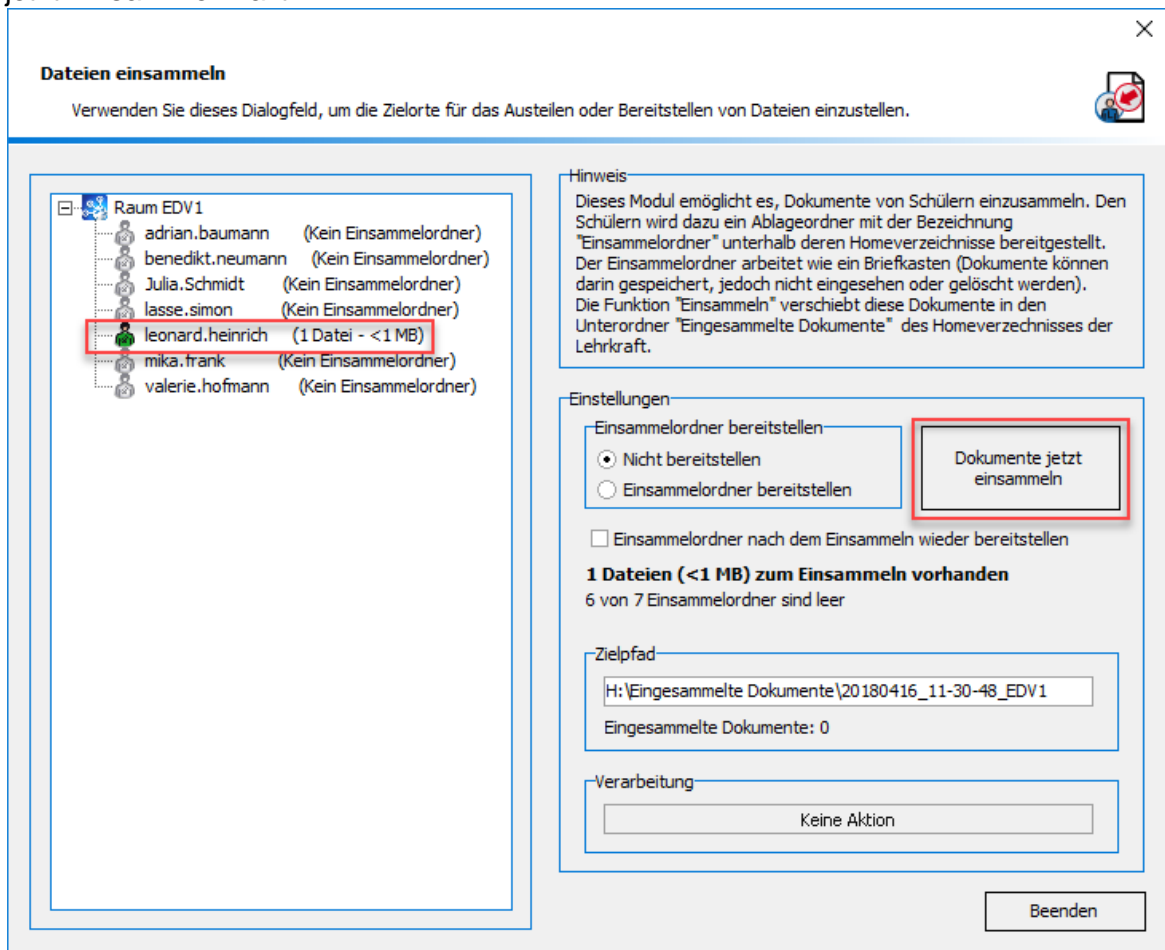 Dateien einsammeln
Verwenden Sie dieses Dialogfeld, um die Zielorte für das Austeilen oder Bereitstellen von Dateien einzustellen.
Raum EDV1
adrian.baumann (Kein Einsammelordner)
benedikt.neumann (Kein Einsammelordner)
Julia.Schmidt (Kein Einsammelordner)
lasse.simon (Kein Einsammelordner)
leonard.heinrich (1 Datei - <1 MB)
mika.frank (Kein Einsammelordner)
valerie.hofmann (Kein Einsammelordner)
Hinweis
Dieses Modul emöglicht es, Dokumente von Schülern einzusammeln. Den
Schülern wird dazu ein Ablageordner mit der Bezeichnung
"Einsammelordner" unterhalb deren Homeverzeichnisse bereitgestellt.
Der Einsammelordner arbeitet wie ein Briefkasten (Dokumente können
darin gespeichert, jedoch nicht eingesehen oder gelöscht werden).
Die Funktion "Einsammeln" verschiebt diese Dokumente in den
Unterordner "Eingesammelte Dokumente" des Homeverzechnisses der
Lehrkraft.
Einstellungen
Einsammelordner bereitstellen
Nicht bereitstellen
Einsammelordner bereitstellen
Dokumente jetzt
einsammeln
Einsammelordner nach dem Einsammeln wieder bereitstellen
1 Dateien (<1 MB) zum Einsammeln vorhanden
6 von 7 Einsammelordner sind leer
Zielpfad
H:\Eingesammelte Dokumente\20180416_11-30-48_EDV1
Eingesammelte Dokumente: 0
Verarbeitung
Keine Aktion
Beenden